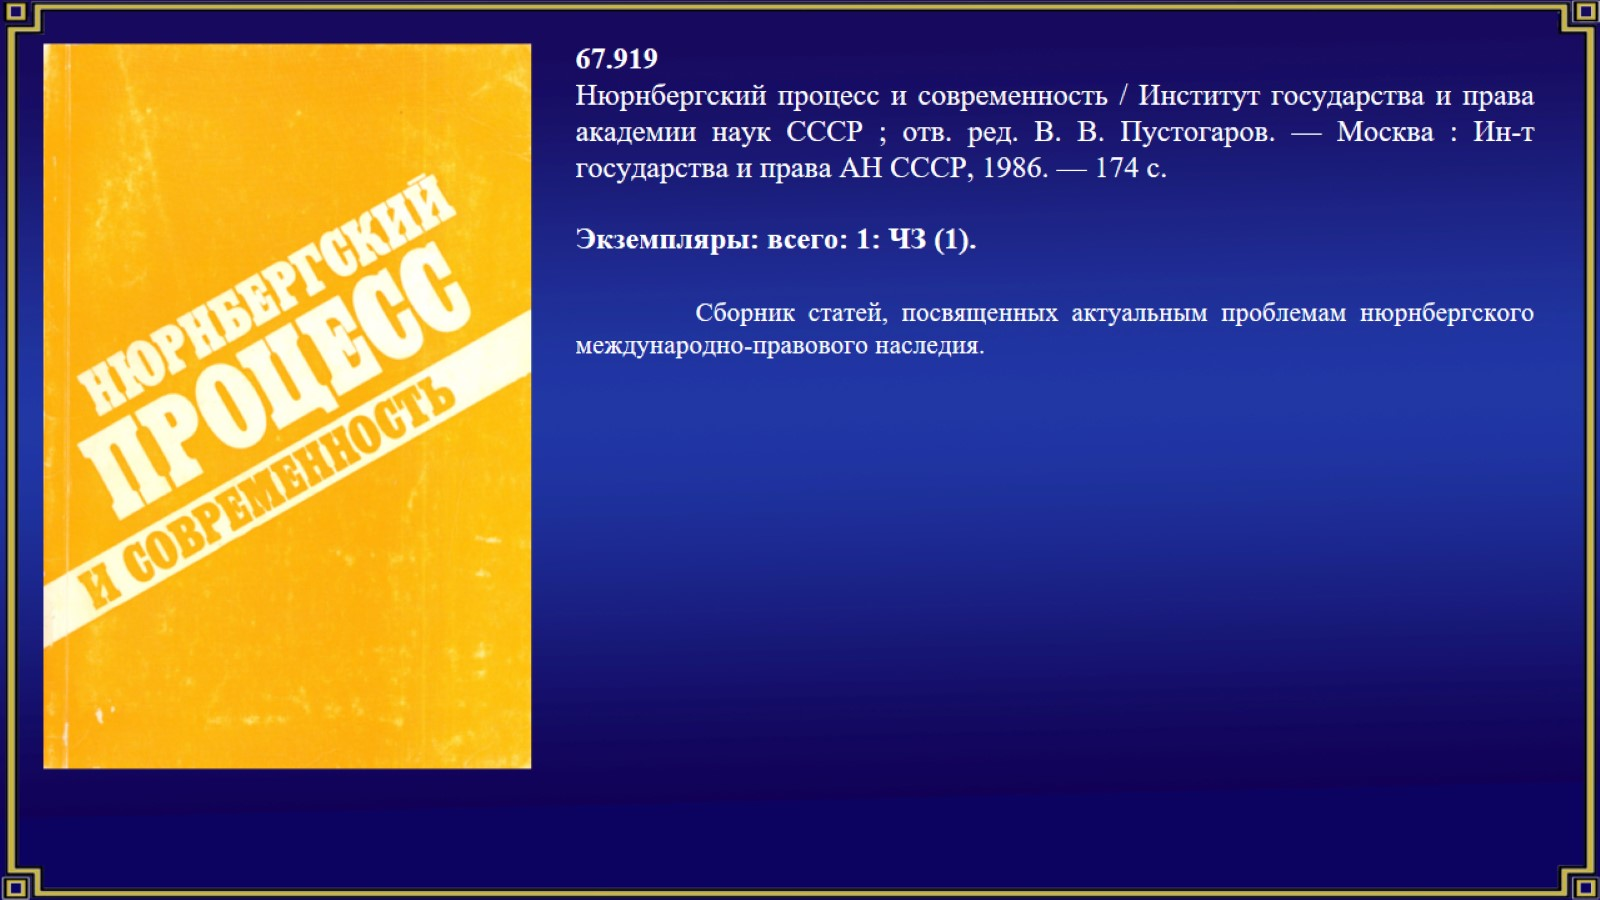 НЮРНБЕРГСКИЙ
ПРОЦЕСС
И СОВРЕМЕННОСТЬ
67.919
Нюрнбергский процесс и современность / Институт государства и права
академии наук СССР ; отв. ред. В. В. Пустогаров. — Москва : Ин-т
государства и права АН СССР, 1986. — 174 с.
Экземпляры: всего: 1: ЧЗ (1).
Сборник статей, посвященных актуальным проблемам нюрнбергского
международно-правового наследия.